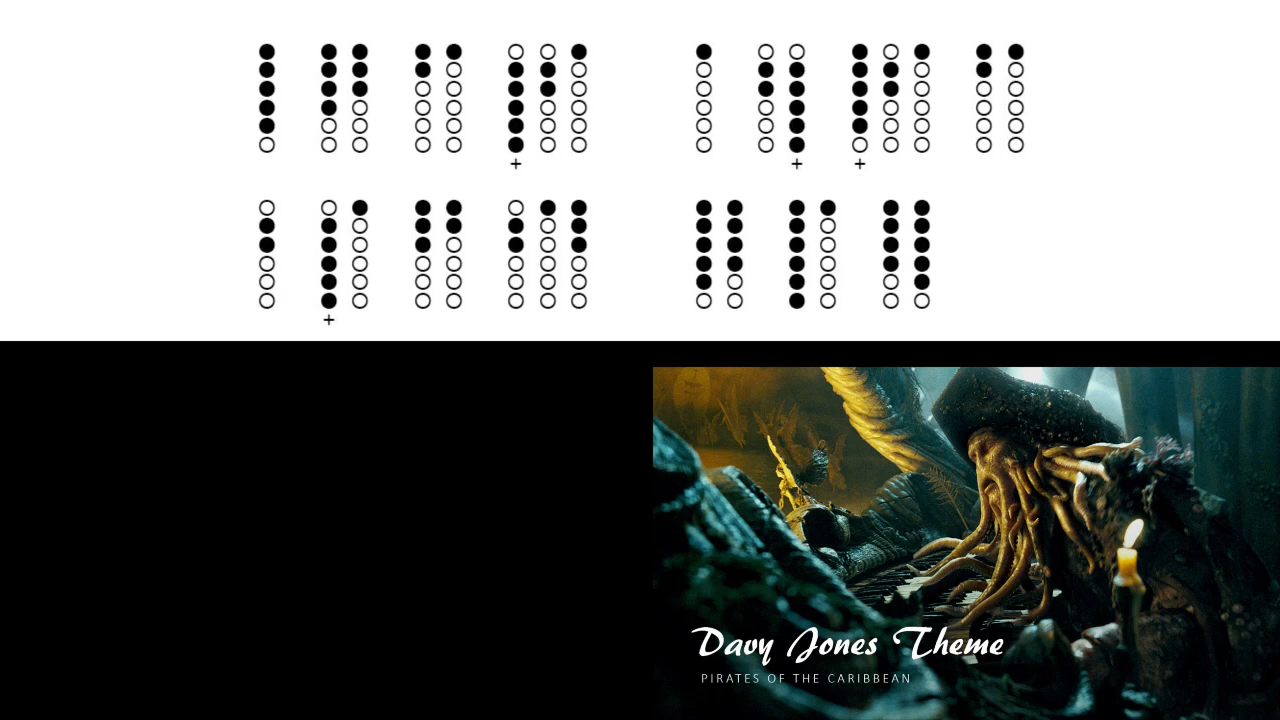 + + +
+
Davy Jones Theme
PIRATES OF THE CARIBBEAN